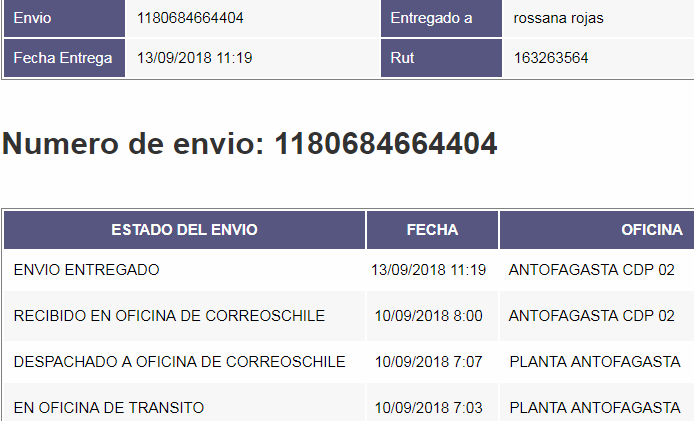 Envio 1180684664404 Entregado a rossana rojas
Fecha Entrega 13/09/2018 11:19 Rut 163263564
Numero de envio: 1180684664404
ESTADO DEL ENVIO FECHA OFICINA
ENVIO ENTREGADO 13/09/2018 11:19 ANTOFAGASTA CDP 02
RECIBIDO EN OFICINA DE CORREOSCHILE 10/09/2018 8:00 ANTOFAGASTA CDP 02
DESPACHADO A OFICINA DE CORREOSCHILE 10/09/2018 7:07 PLANTA ANTOFAGASTA
EN OFICINA DE TRANSITO 10/09/2018 7:03 PLANTA ANTOFAGASTA